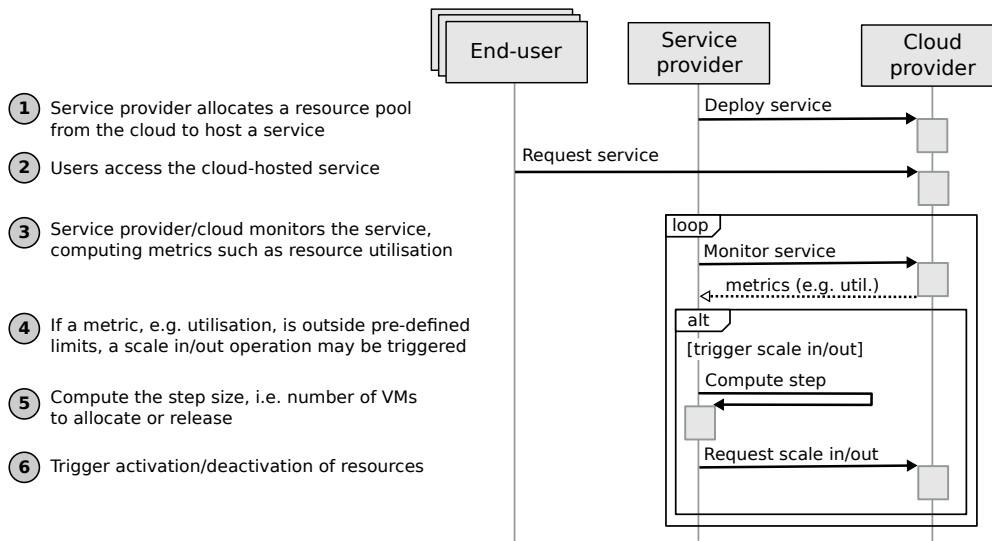 End-user
Service
provider
Cloud
provider
1
Service provider allocates a resource pool
from the cloud to host a service
Deploy service
2
Users access the cloud-hosted service
Request service
3
Service provider/cloud monitors the service,
computing metrics such as resource utilisation
loop
Monitor service
metrics (e.g. util.)
4
If a metric, e.g. utilisation, is outside pre-defined
limits, a scale in/out operation may be triggered
alt
[trigger scale in/out]
5
Compute the step size, i.e. number of VMs
to allocate or release
Compute step
6
Trigger activation/deactivation of resources
Request scale in/out